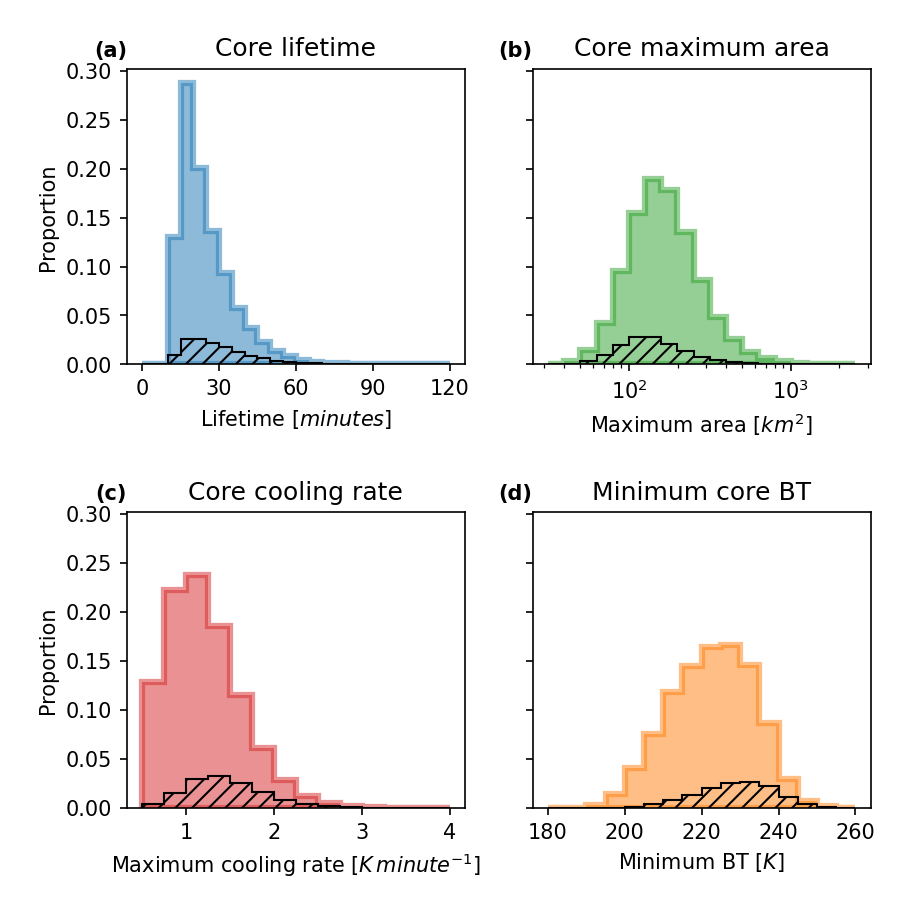 (a) Core lifetime
(b) Core maximum area
0.30
0.25
0.20
0.15
0.10
0.05
0.00
Proportion
0 30 60 90 120
Lifetime [minutes]
10² 10³
Maximum area [km²]
(c) Core cooling rate
(d) Minimum core BT
0.30
0.25
0.20
0.15
0.10
0.05
0.00
Proportion
1 2 3 4
Maximum cooling rate [K minute⁻¹]
180 200 220 240 260
Minimum BT [K]